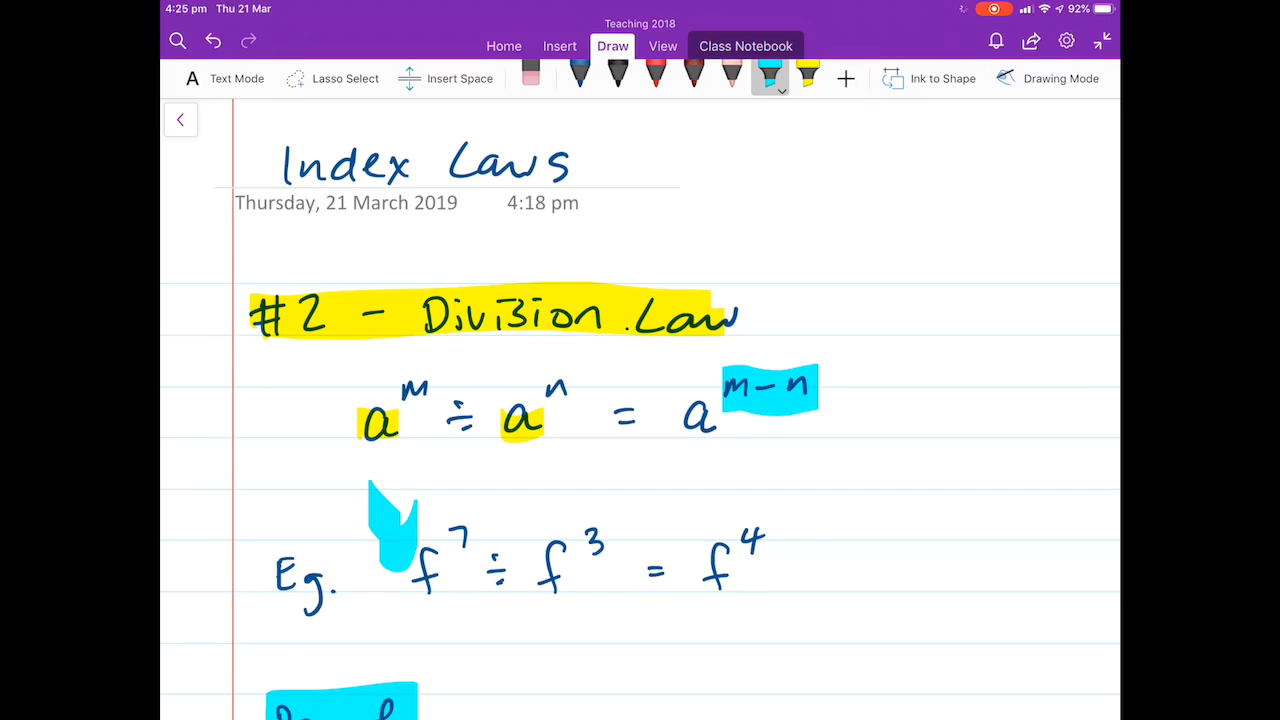 4:25 pm Thu 21 Mar 92%
Teaching 2018
Home Insert Draw View Class Notebook
A Text Mode Lasso Select Insert Space Ink to Shape Drawing Mode
Index Laws
Thursday, 21 March 2019 4:18 pm
#2 - Division Law
a^m ÷ a^n = a^(m-n)
Eg. f^7 ÷ f^3 = f^4